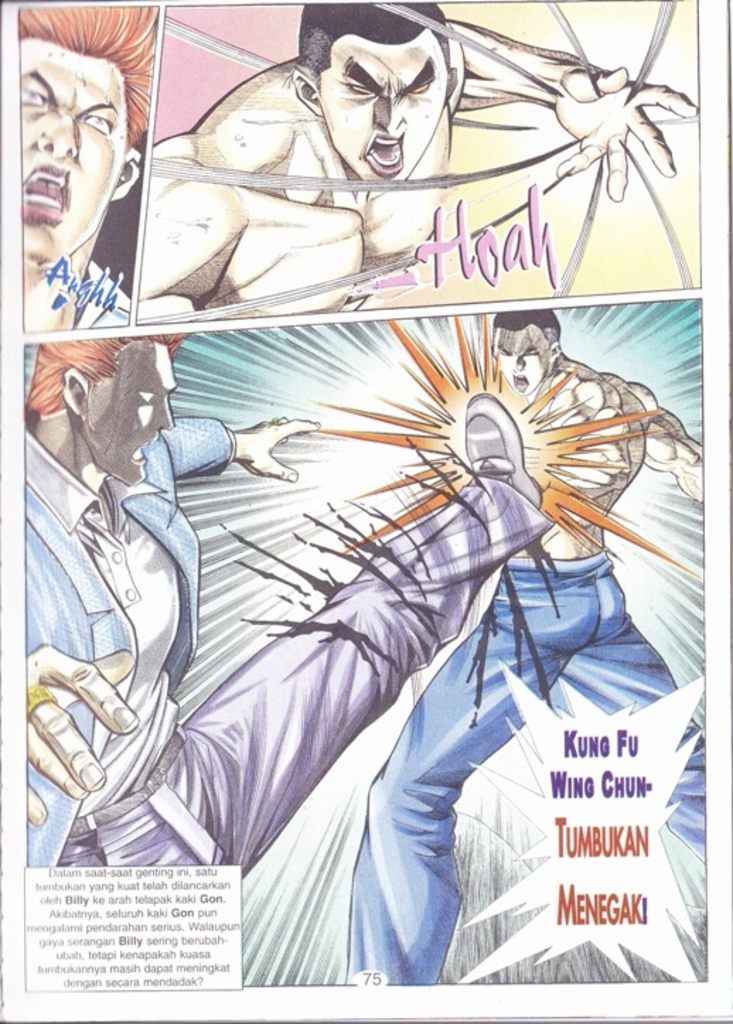 Arghh
Hoah
KUNG FU
WING CHUN-
TUMBUKAN
MENEGAK!
Dalam saat-saat genting ini, satu
tumbukan yang kuat telah dilancarkan
oleh Billy ke arah telapak kaki Gon.
Akibatnya, seluruh kaki Gon pun
mengalami pendarahan serius. Walaupun
gaya serangan Billy sering berubah-
ubah, tetapi kenapakah kuasa
tumbukannya masih dapat meningkat
dengan secara mendadak?
75